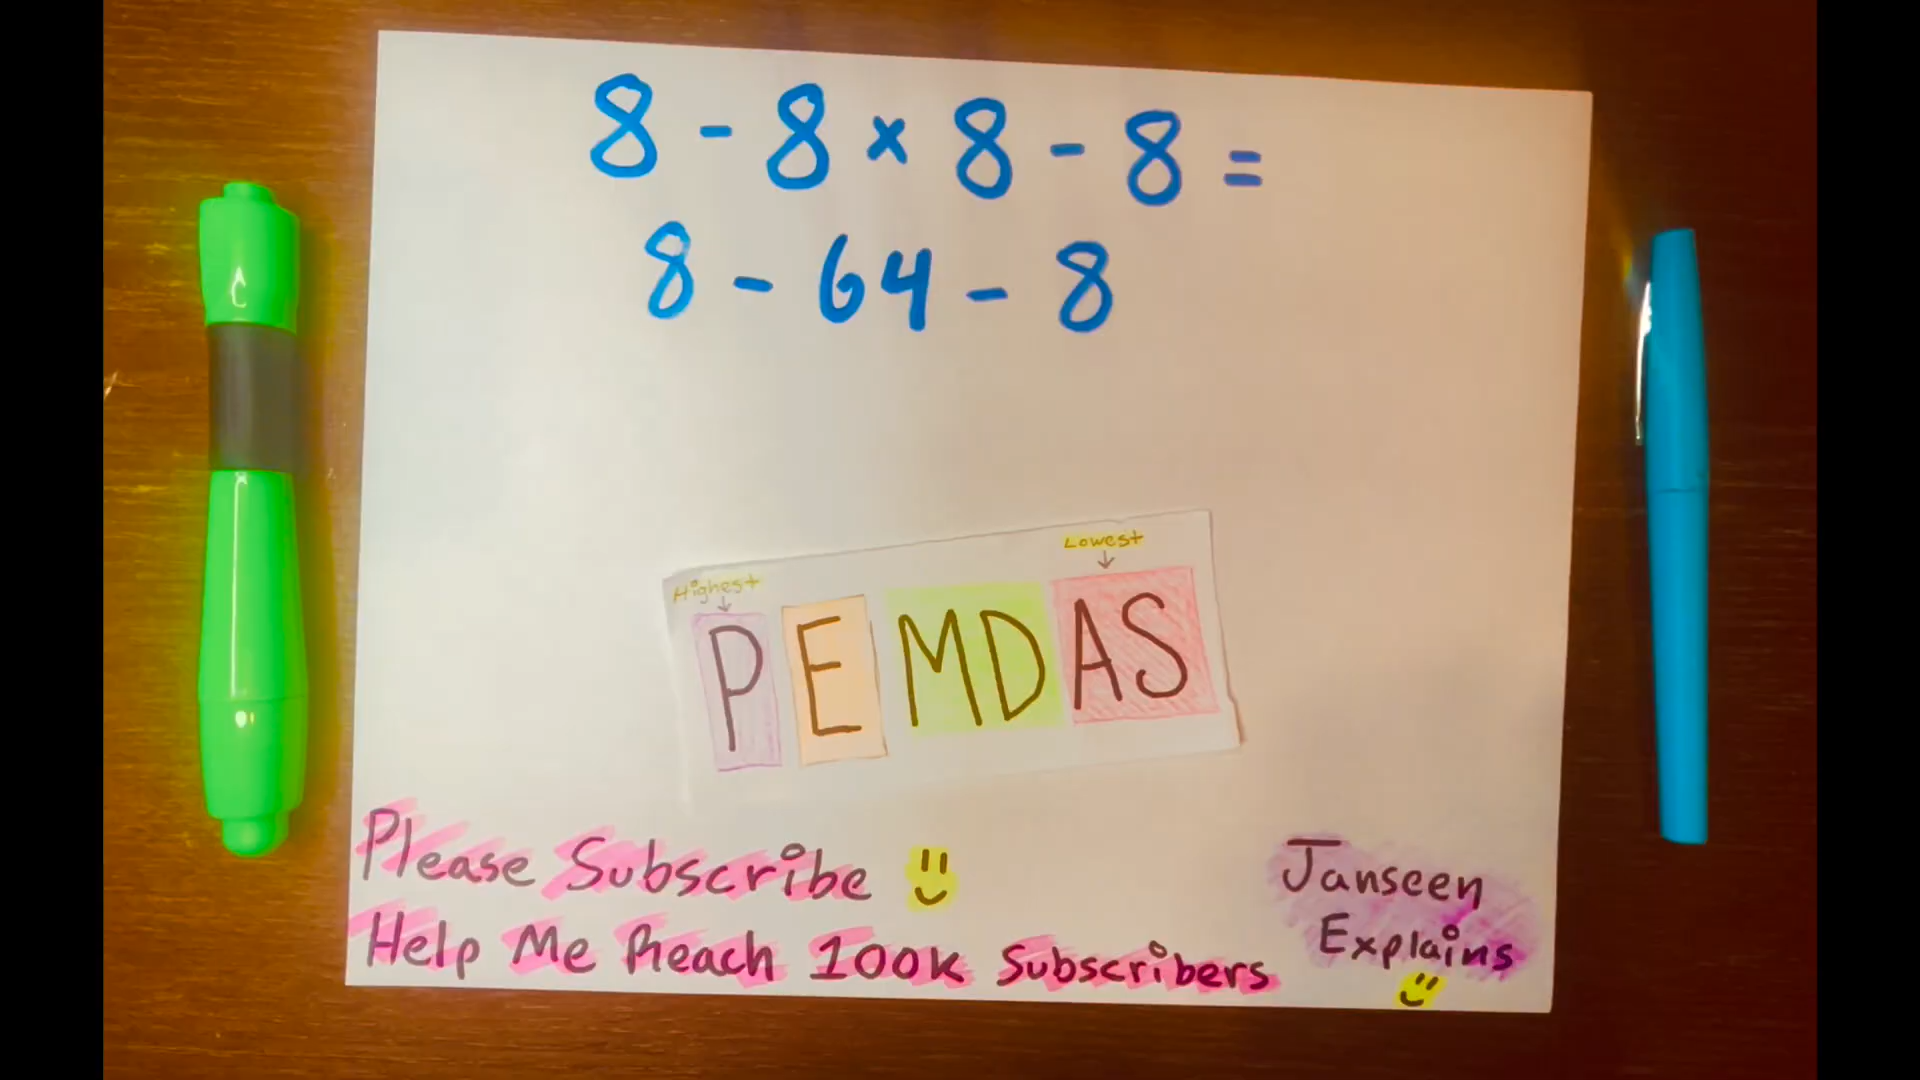 8 - 8 × 8 - 8 =
8 - 64 - 8
Highest
Lowest
PEMDAS
Please Subscribe
Help Me Reach 100K Subscribers
Janseen
Explains